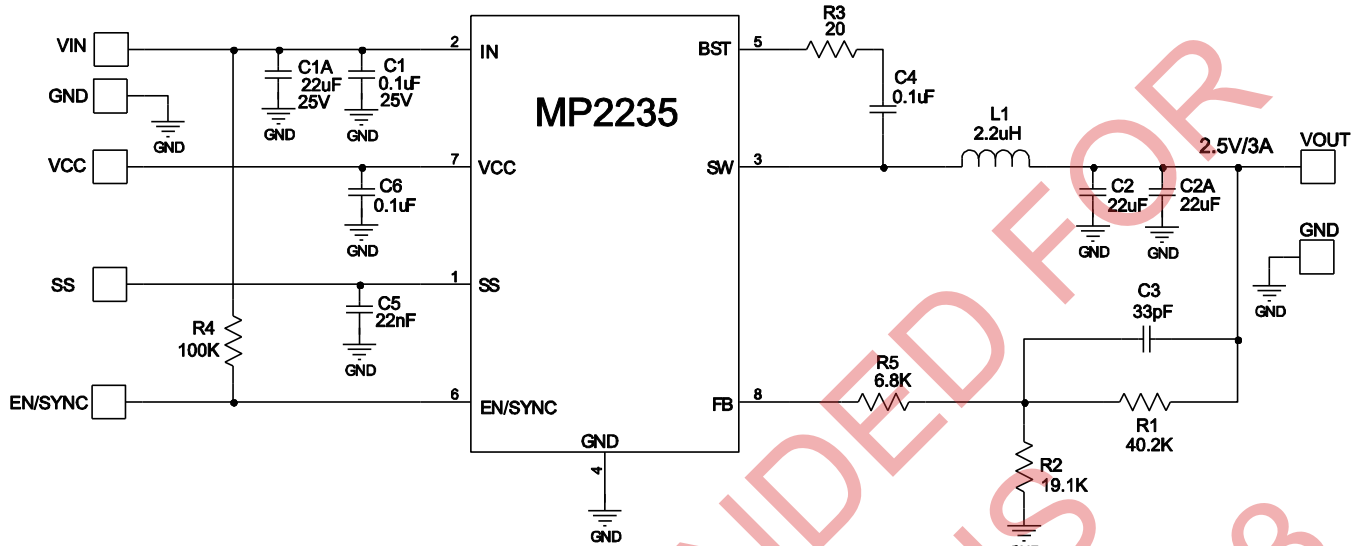 VIN
GND
GND
VCC
SS
EN/SYNC
R4
100K
C1A
22uF
25V
GND
C1
0.1uF
25V
GND
C6
0.1uF
GND
C5
22nF
GND
2
7
1
6
IN
VCC
SS
EN/SYNC
MP2235
BST
SW
FB
GND
4
GND
5
3
8
R3
20
C4
0.1uF
L1
2.2uH
2.5V/3A
VOUT
C2
22uF
GND
C2A
22uF
GND
GND
GND
C3
33pF
R5
6.8K
R1
40.2K
R2
19.1K
GND
NDED FOR